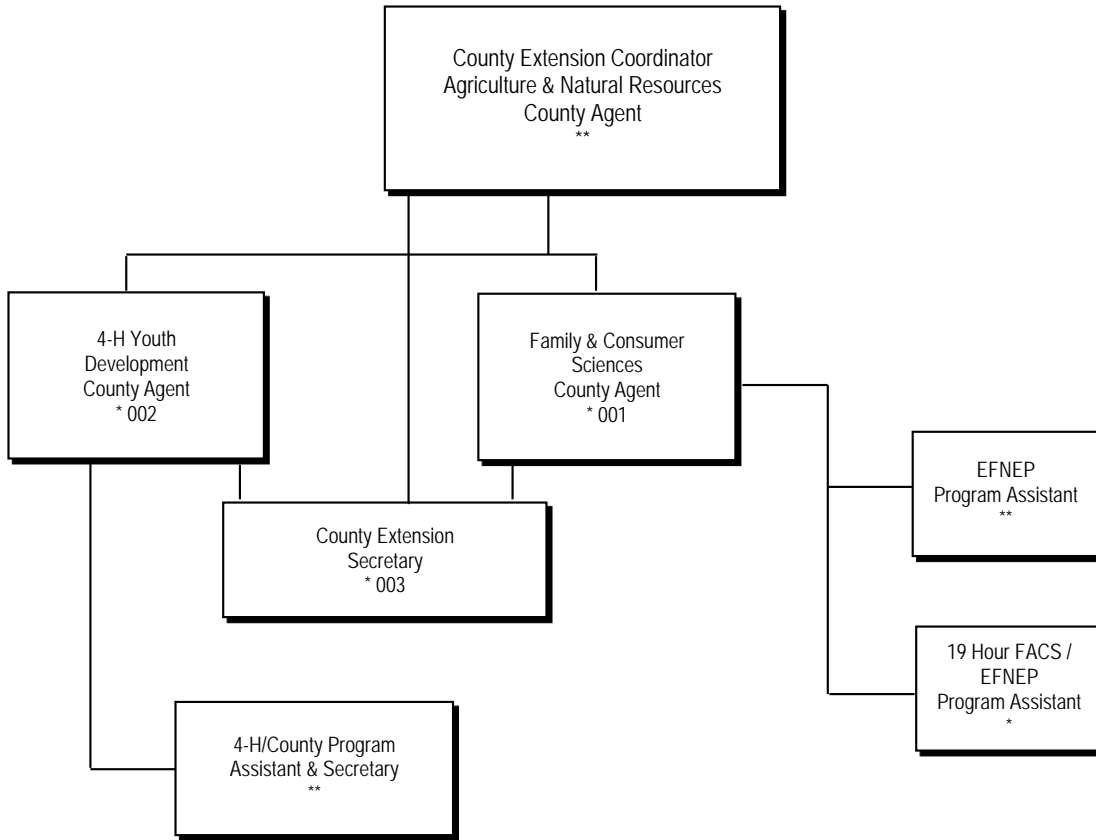 County Extension Coordinator
Agriculture & Natural Resources
County Agent
**
4-H Youth
Development
County Agent
* 002
Family & Consumer
Sciences
County Agent
* 001
EFNEP
Program Assistant
**
County Extension
Secretary
* 003
19 Hour FACS /
EFNEP
Program Assistant
*
4-H/County Program
Assistant & Secretary
**